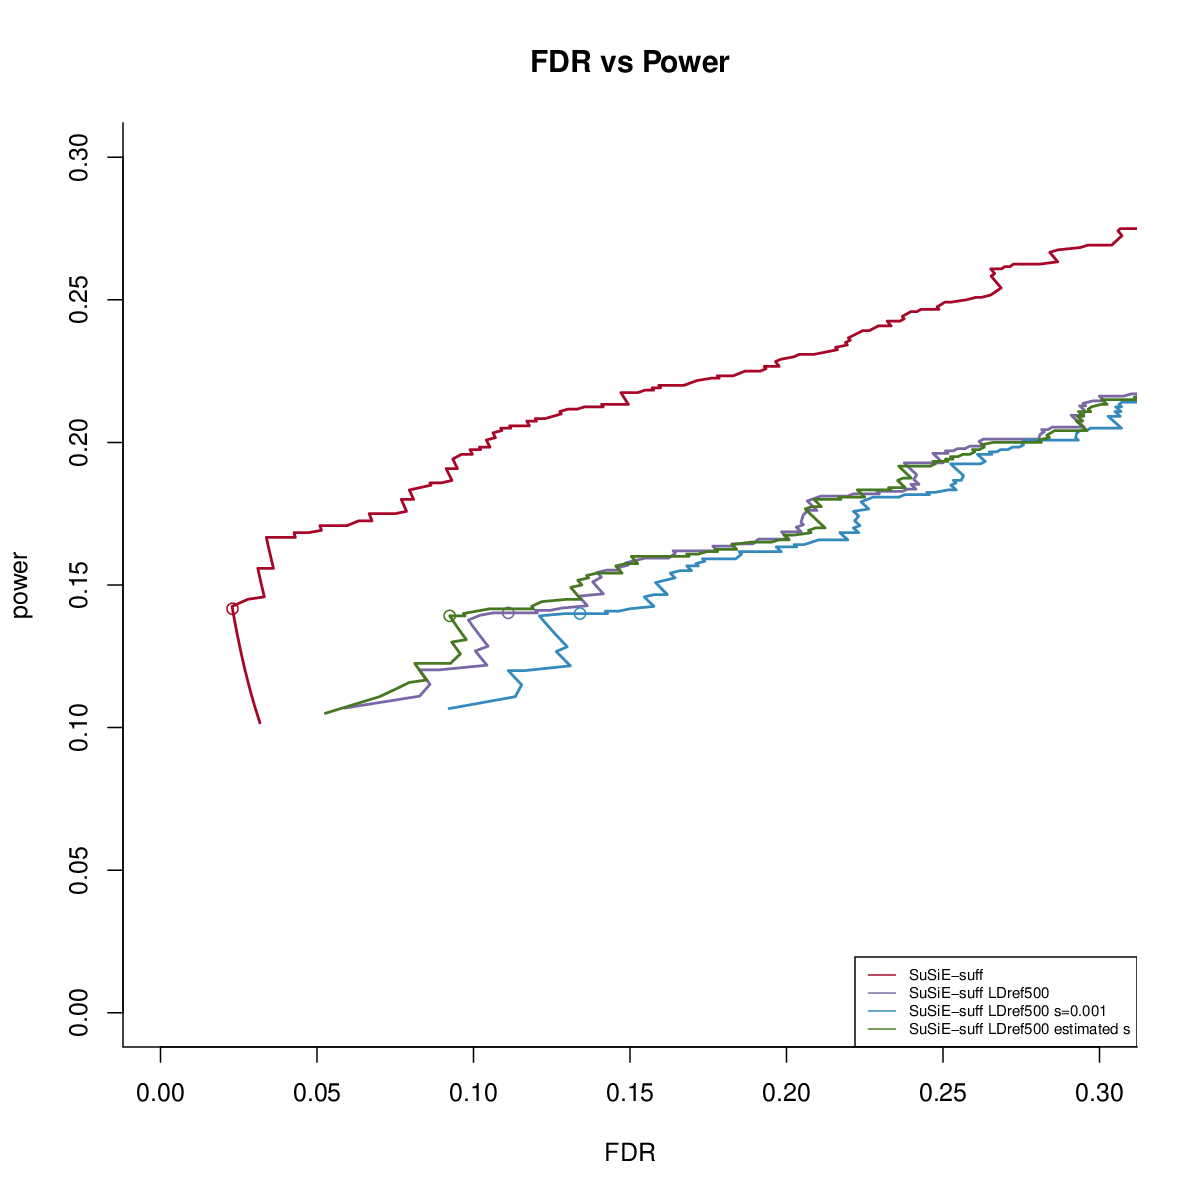 FDR vs Power
power
0.30
0.25
0.20
0.15
0.10
0.05
0.00
SuSiE−suff
SuSiE−suff LDref500
SuSiE−suff LDref500 s=0.001
SuSiE−suff LDref500 estimated s
0.00 0.05 0.10 0.15 0.20 0.25 0.30
FDR